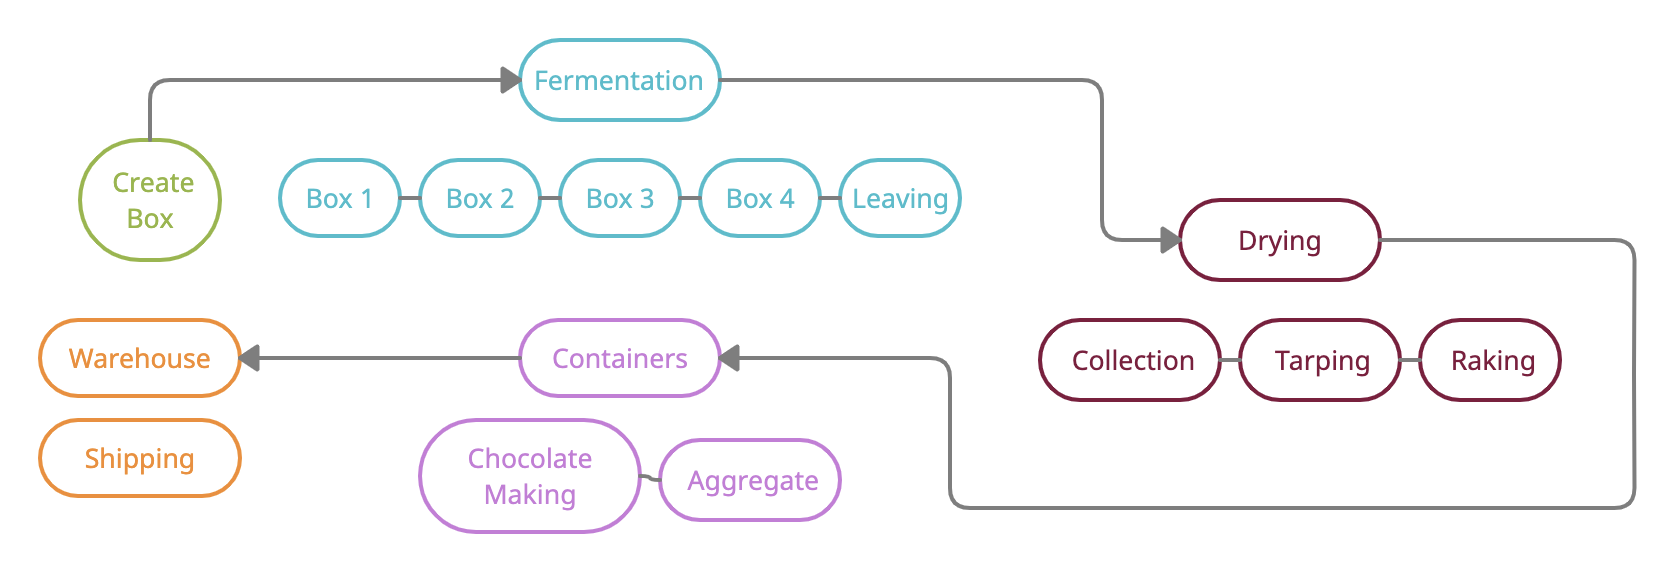 Fermentation
Create
Box
Box 1
Box 2
Box 3
Box 4
Leaving
Drying
Warehouse
Containers
Collection
Tarping
Raking
Shipping
Chocolate
Making
Aggregate